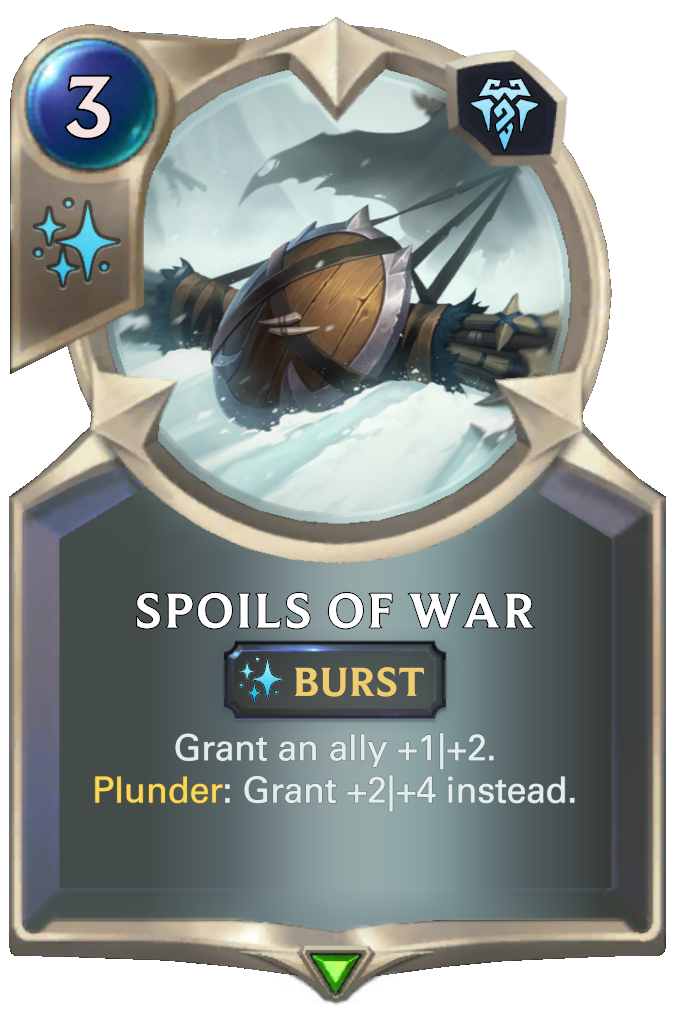 3
SPOILS OF WAR
BURST
Grant an ally +1|+2.
Plunder: Grant +2|+4 instead.